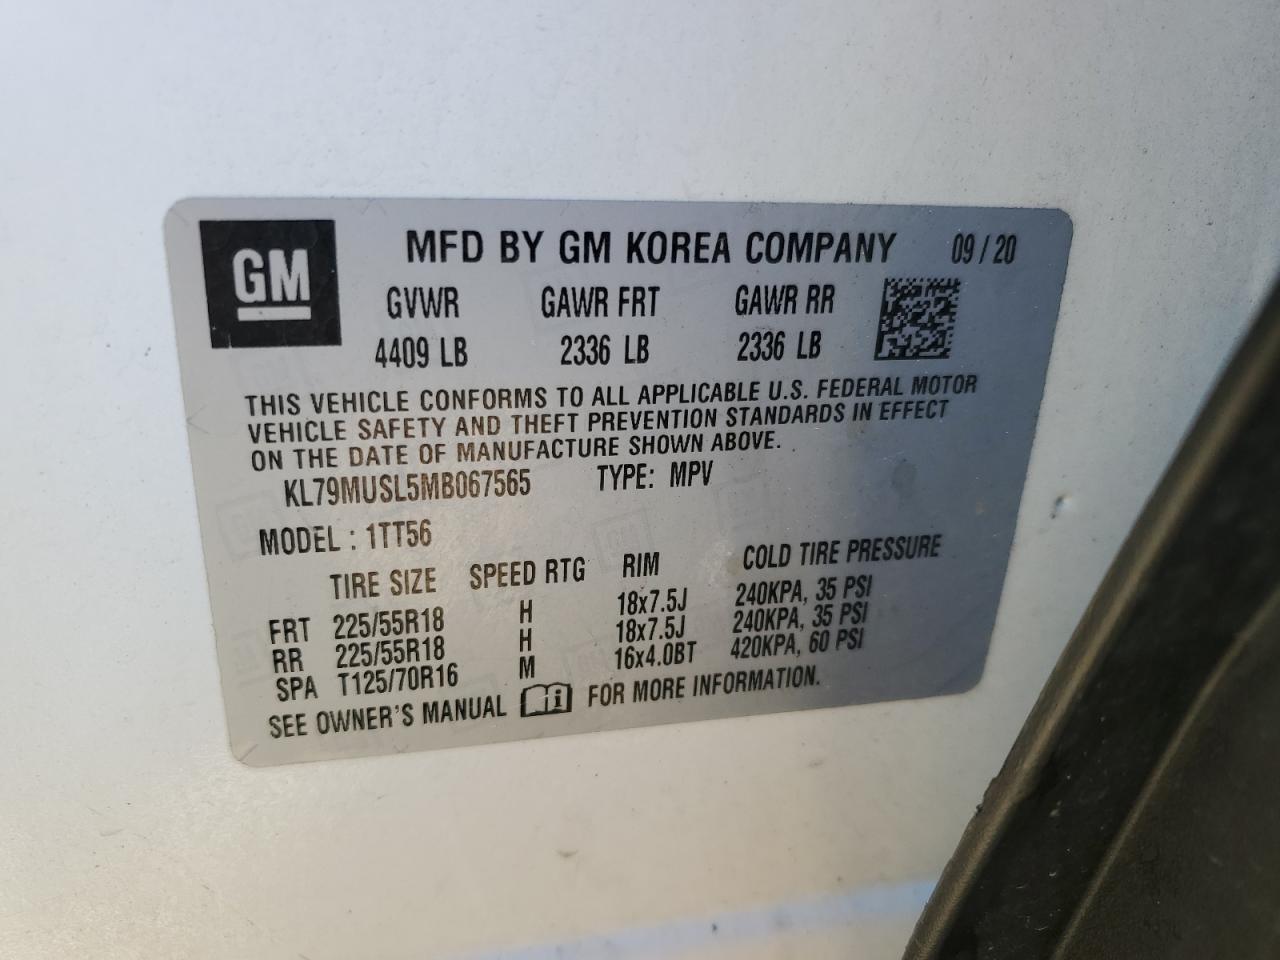 GM
MFD BY GM KOREA COMPANY 09/20
GVWR GAWR FRT GAWR RR
4409 LB 2336 LB 2336 LB
THIS VEHICLE CONFORMS TO ALL APPLICABLE U.S. FEDERAL MOTOR
VEHICLE SAFETY AND THEFT PREVENTION STANDARDS IN EFFECT
ON THE DATE OF MANUFACTURE SHOWN ABOVE.
KL79MUSL5MB067565 TYPE: MPV
MODEL : 1TT56
TIRE SIZE SPEED RTG RIM COLD TIRE PRESSURE
FRT 225/55R18 H 18x7.5J 240KPA, 35 PSI
RR 225/55R18 H 18x7.5J 240KPA, 35 PSI
SPA T125/70R16 M 16x4.0BT 420KPA, 60 PSI
SEE OWNER'S MANUAL i FOR MORE INFORMATION.